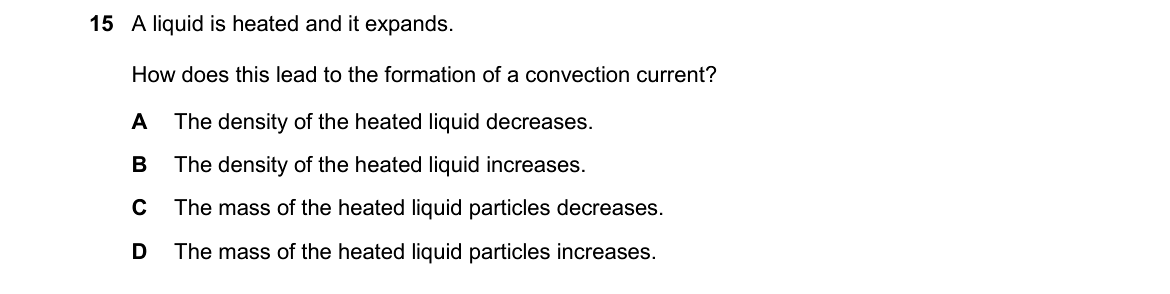 15 A liquid is heated and it expands.
How does this lead to the formation of a convection current?
A The density of the heated liquid decreases.
B The density of the heated liquid increases.
C The mass of the heated liquid particles decreases.
D The mass of the heated liquid particles increases.